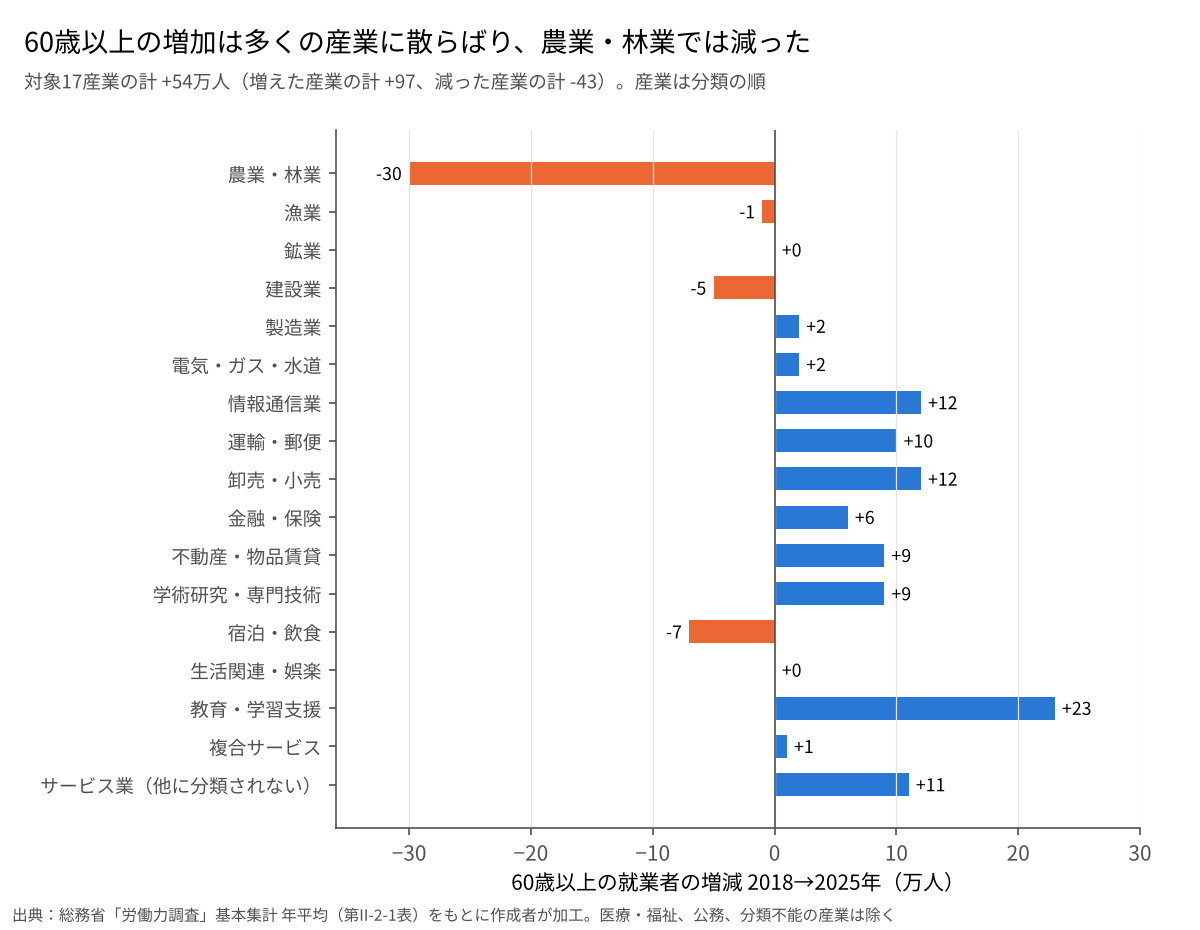 60歳以上の増加は多くの産業に散らばり、農業・林業では減った
対象17産業の計 +54万人（増えた産業の計 +97、減った産業の計 -43）。産業は分類の順
農業・林業 -30
漁業 -1
鉱業 +0
建設業 -5
製造業 +2
電気・ガス・水道 +2
情報通信業 +12
運輸・郵便 +10
卸売・小売 +12
金融・保険 +6
不動産・物品賃貸 +9
学術研究・専門技術 +9
宿泊・飲食 -7
生活関連・娯楽 +0
教育・学習支援 +23
複合サービス +1
サービス業（他に分類されない） +11
−30 −20 −10 0 10 20 30
60歳以上の就業者の増減 2018→2025年（万人）
出典：総務省「労働力調査」基本集計 年平均（第II-2-1表）をもとに作成者が加工。医療・福祉、公務、分類不能の産業は除く